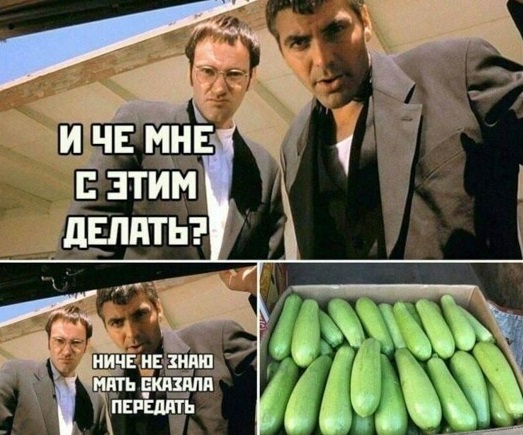 И ЧЕ МНЕ
С ЭТИМ
ДЕЛАТЬ?
НИЧЕ НЕ ЗНАЮ
МАТЬ СКАЗАЛА
ПЕРЕДАТЬ